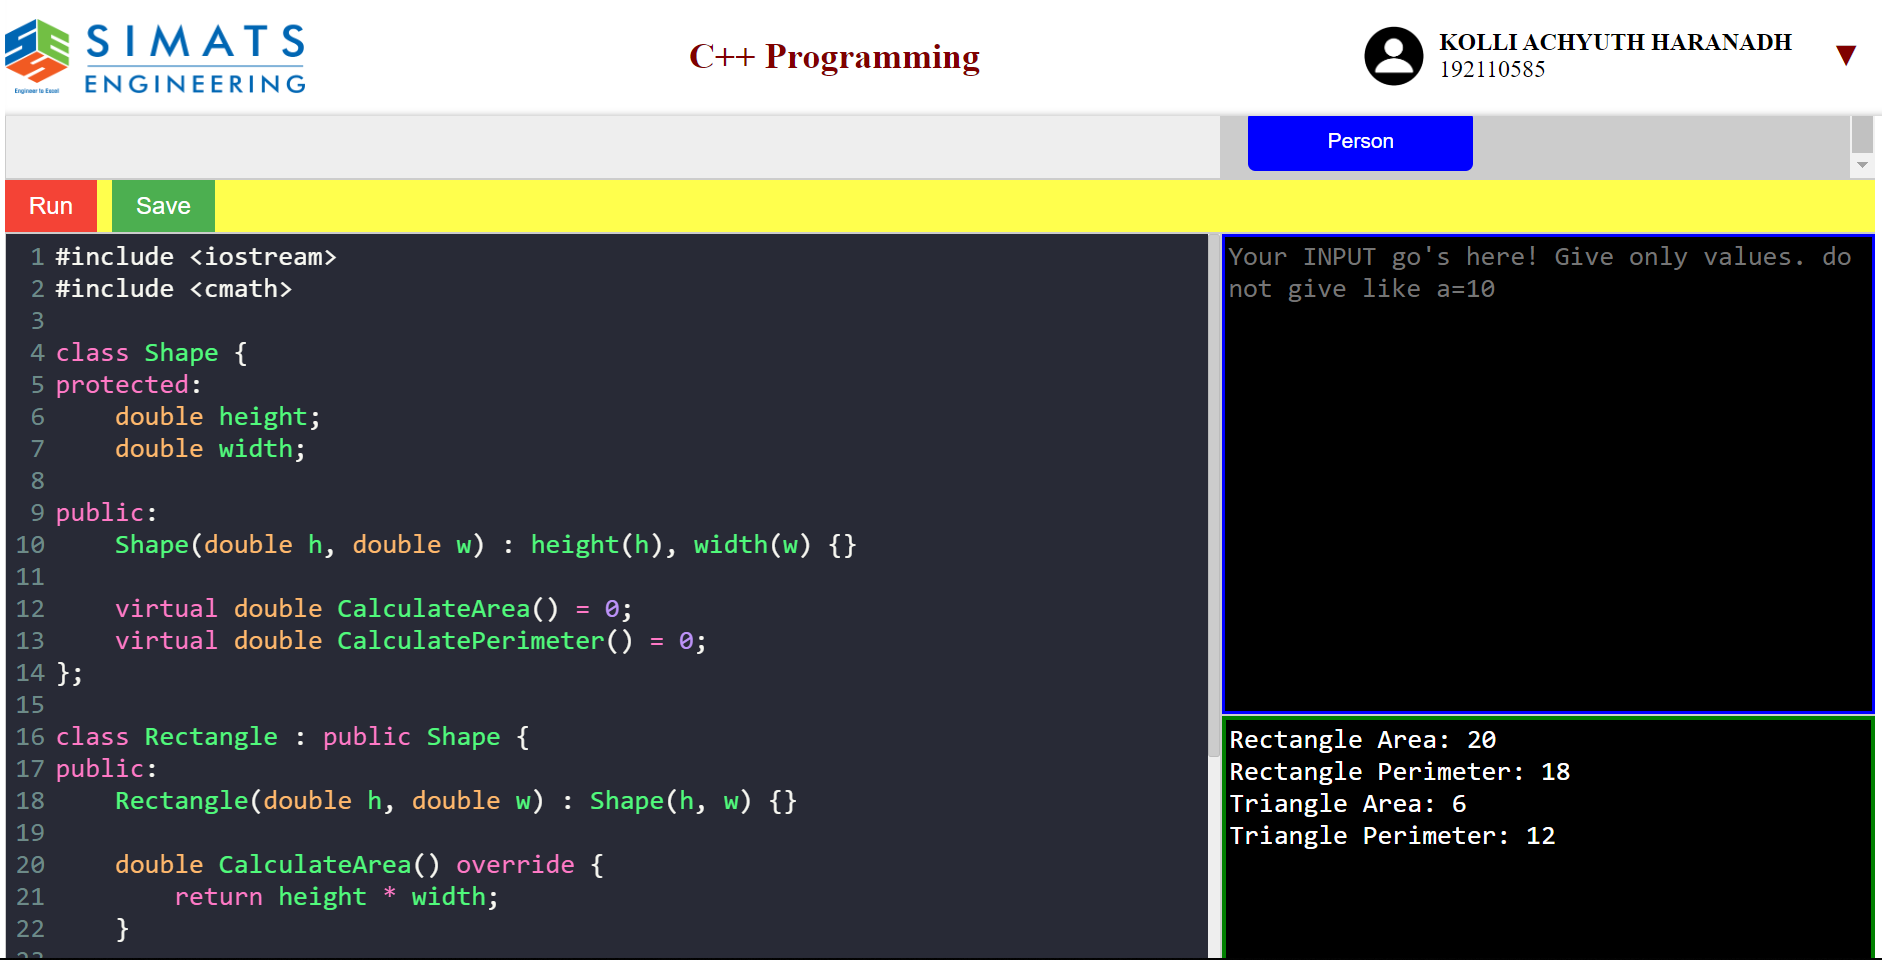 SIMATS
ENGINEERING
Engineer to Excel
C++ Programming
KOLLI ACHYUTH HARANADH
192110585
Person
Run
Save
1 #include <iostream>
2 #include <cmath>
3
4 class Shape {
5 protected:
6     double height;
7     double width;
8
9 public:
10     Shape(double h, double w) : height(h), width(w) {}
11
12     virtual double CalculateArea() = 0;
13     virtual double CalculatePerimeter() = 0;
14 };
15
16 class Rectangle : public Shape {
17 public:
18     Rectangle(double h, double w) : Shape(h, w) {}
19
20     double CalculateArea() override {
21         return height * width;
22     }
23
Your INPUT go's here! Give only values. do
not give like a=10
Rectangle Area: 20
Rectangle Perimeter: 18
Triangle Area: 6
Triangle Perimeter: 12